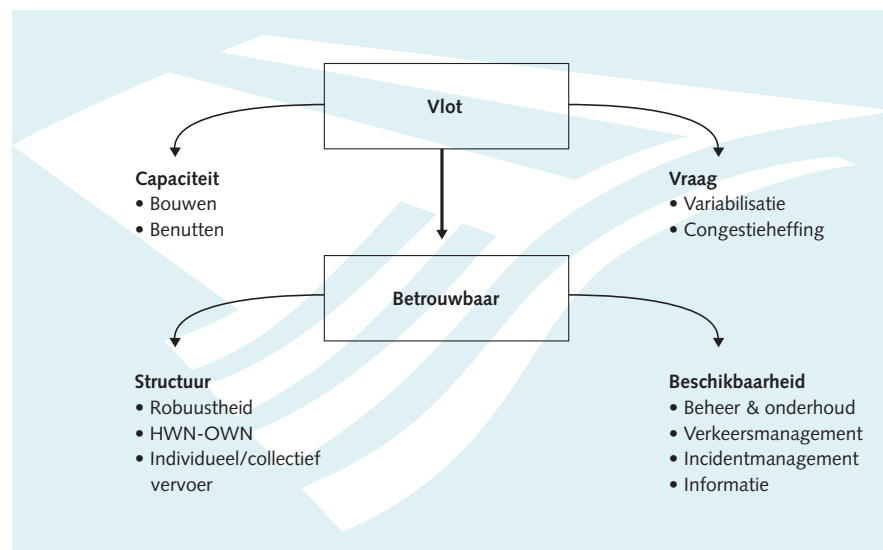 Vlot
Capaciteit
• Bouwen
• Benutten
Vraag
• Variabilisatie
• Congestieheffing
Betrouwbaar
Structuur
• Robuustheid
• HWN-OWN
• Individueel/collectief
vervoer
Beschikbaarheid
• Beheer & onderhoud
• Verkeersmanagement
• Incidentmanagement
• Informatie